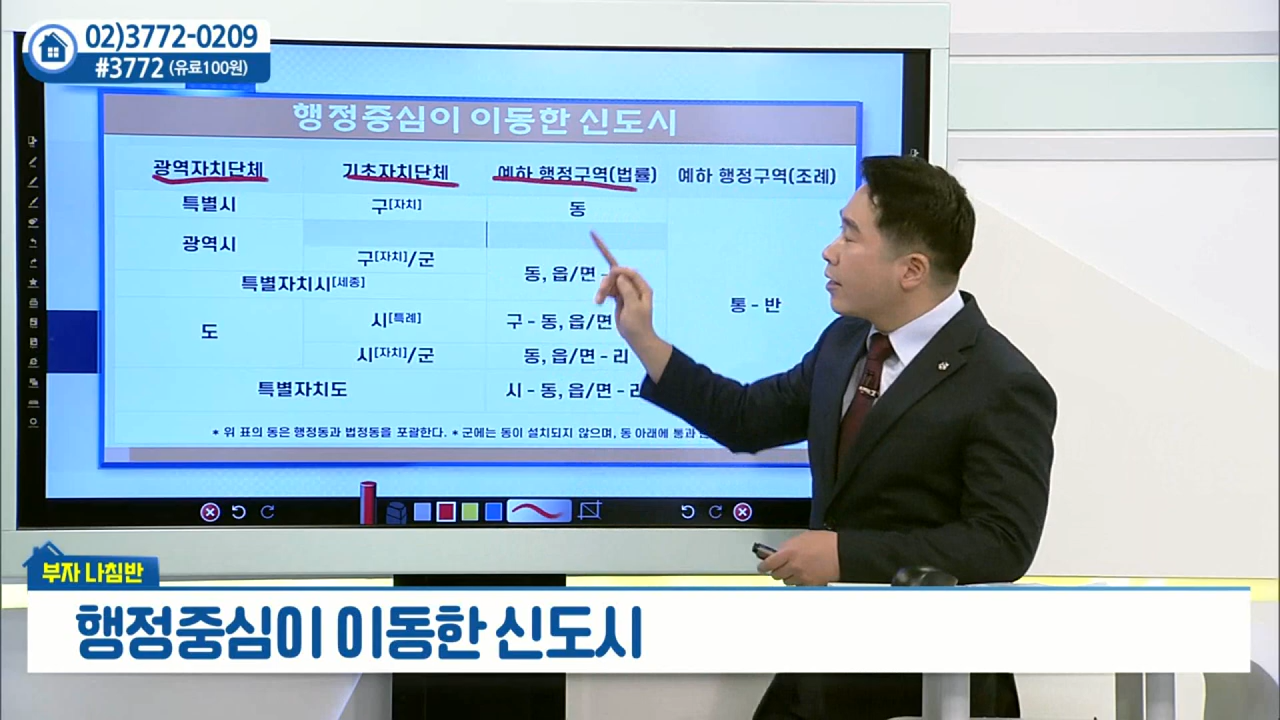 02)3772-0209
#3772 (유료100원)
행정중심이 이동한 신도시
광역자치단체 기초자치단체 예하 행정구역(법률) 예하 행정구역(조례)
특별시 구[자치] 동
광역시
구[자치]/군
동, 읍/면 -
특별자치시[세종]
통 - 반
도
시[특례] 구 - 동, 읍/면
시[자치]/군 동, 읍/면 - 리
특별자치도 시 - 동, 읍/면 - 리
* 위 표의 동은 행정동과 법정동을 포괄한다. * 군에는 동이 설치되지 않으며, 동 아래에 통과
부자 나침반
행정중심이 이동한 신도시